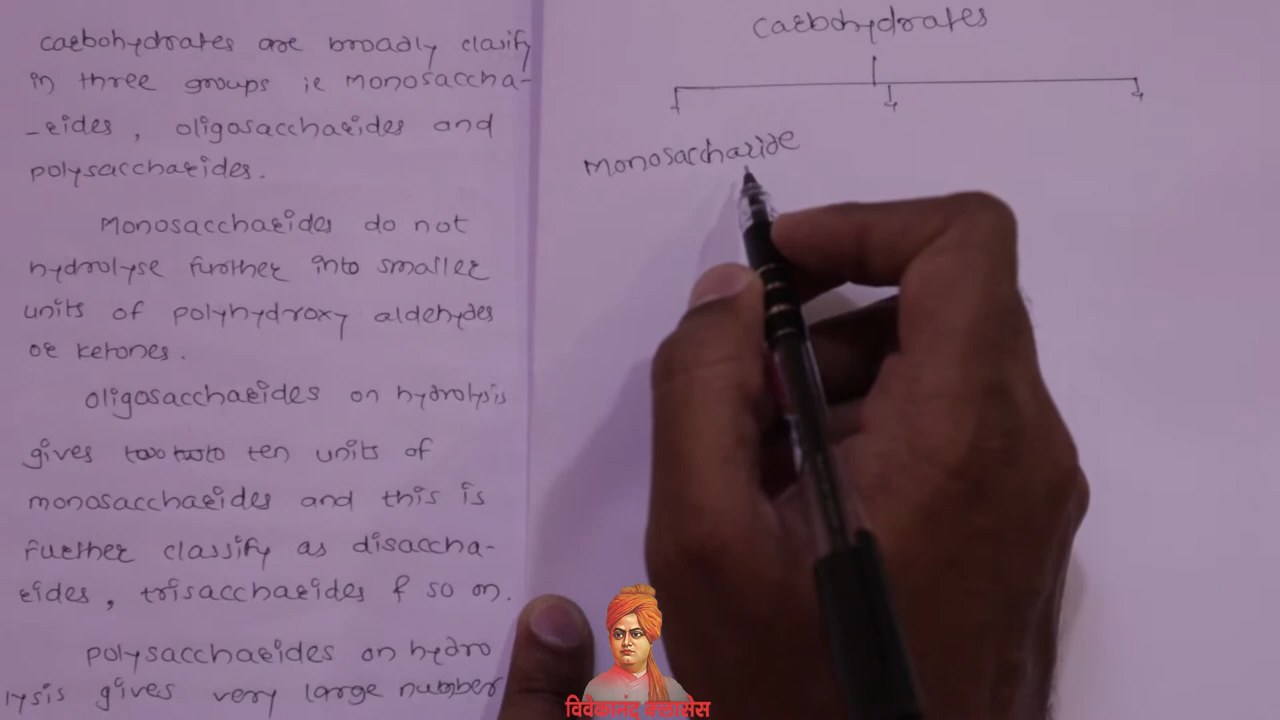 carbohydrates are broadly clasify
in three groups ie Monosaccha-
-rides, oligosaccharides and
polysaccharides.
Monosaccharides do not
hydrolyse further into smaller
units of polyhydroxy aldehydes
or ketones.
oligosaccharides on hydrolysis
gives two to ten units of
monosaccharides and this is
further classify as disaccha-
rides, trisaccharides & so on.
polysaccharides on hydro
lysis gives very large number
carbohydrates
Monosaccharide
विवेकानंद क्लासेस